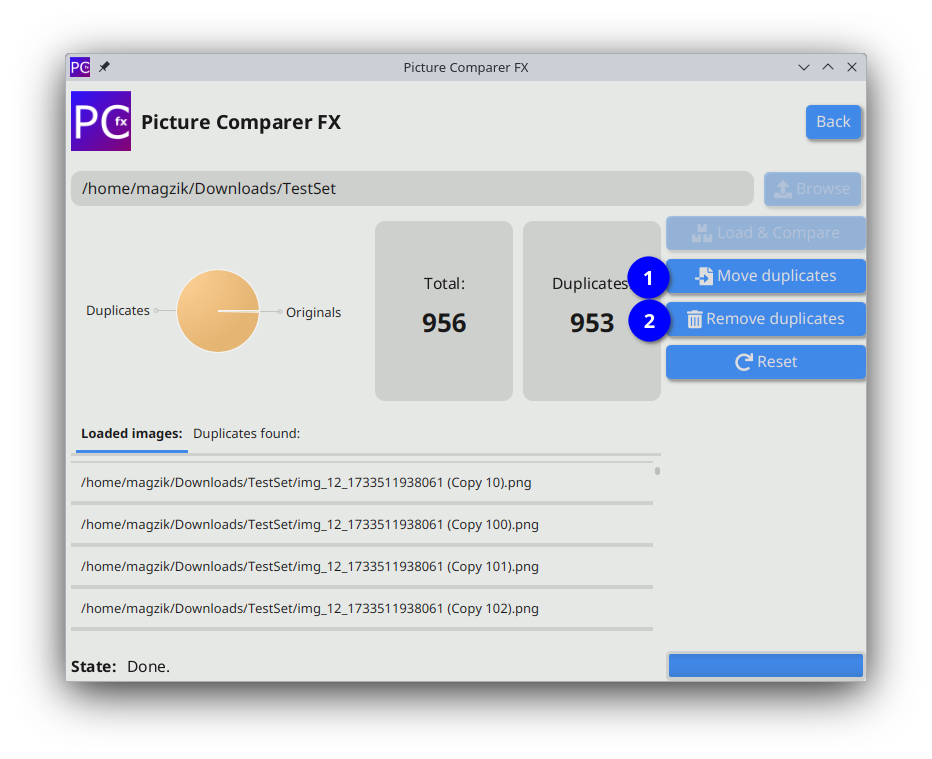 PC fx
Picture Comparer FX
PC fx
Picture Comparer FX
Back
/home/magzik/Downloads/TestSet
Browse
Load & Compare
Duplicates
Originals
Total:
956
Duplicates
953
1
Move duplicates
2
Remove duplicates
Reset
Loaded images:
Duplicates found:
/home/magzik/Downloads/TestSet/img_12_1733511938061 (Copy 10).png
/home/magzik/Downloads/TestSet/img_12_1733511938061 (Copy 100).png
/home/magzik/Downloads/TestSet/img_12_1733511938061 (Copy 101).png
/home/magzik/Downloads/TestSet/img_12_1733511938061 (Copy 102).png
State: Done.